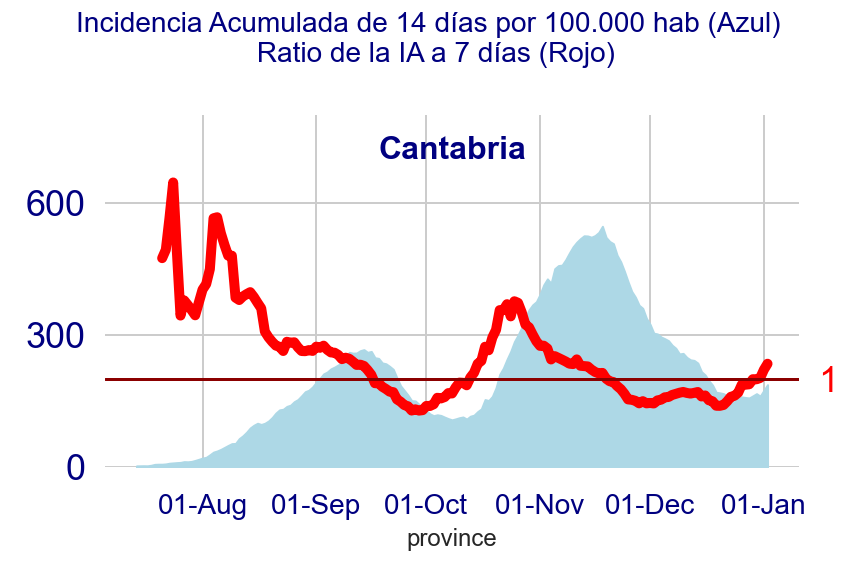 Incidencia Acumulada de 14 días por 100.000 hab (Azul)
Ratio de la IA a 7 días (Rojo)
Cantabria
600
300
0
1
01-Aug 01-Sep 01-Oct 01-Nov 01-Dec 01-Jan
province